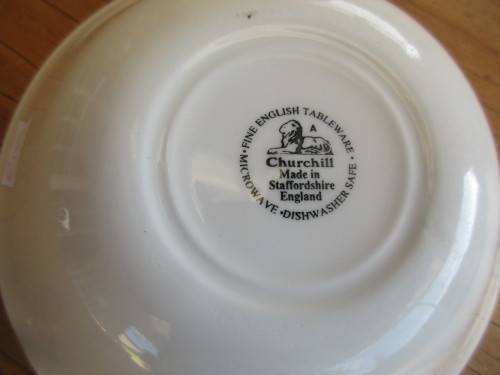 • FINE ENGLISH TABLEWARE •
A
Churchill
Made in
Staffordshire
England
MICROWAVE • DISHWASHER SAFE